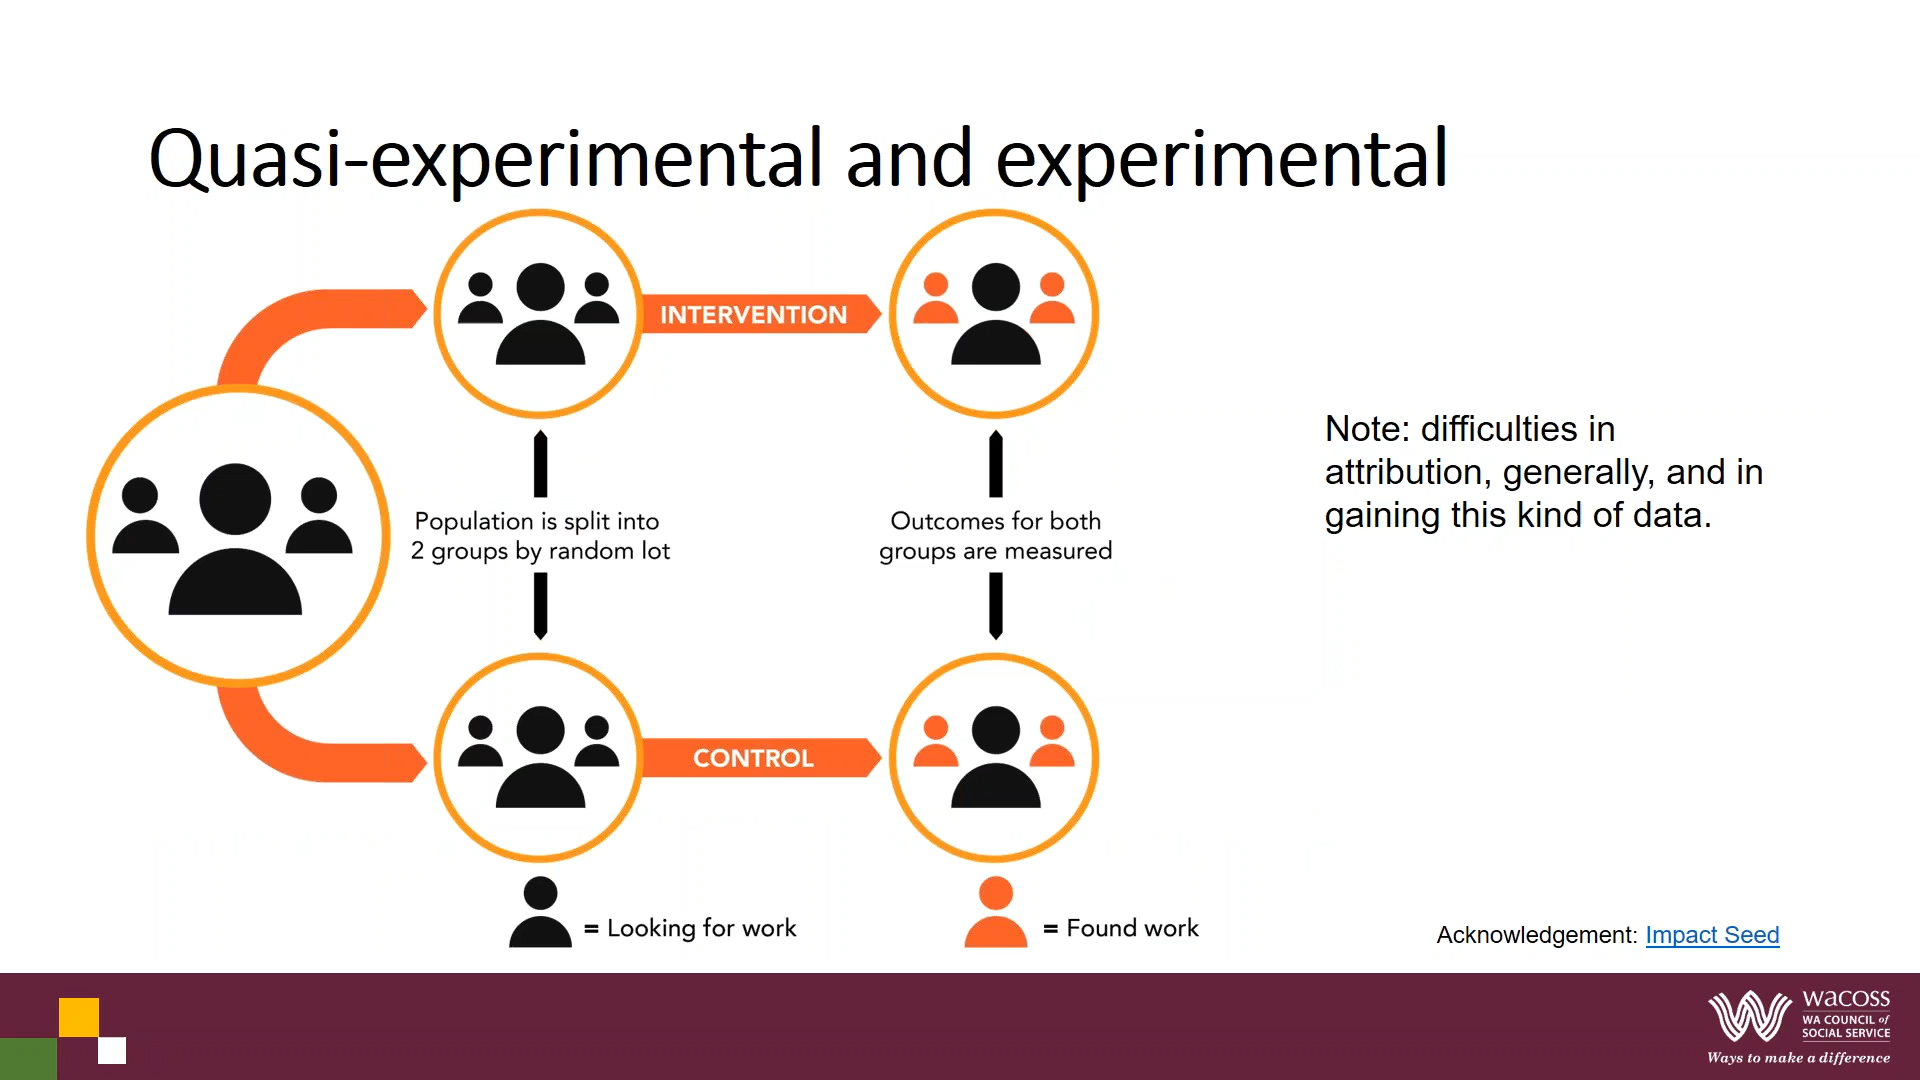 Quasi-experimental and experimental
INTERVENTION
Population is split into
2 groups by random lot
Outcomes for both
groups are measured
Note: difficulties in
attribution, generally, and in
gaining this kind of data.
CONTROL
= Looking for work
= Found work
Acknowledgement: Impact Seed
wacoss
WA COUNCIL of
SOCIAL SERVICE
Ways to make a difference